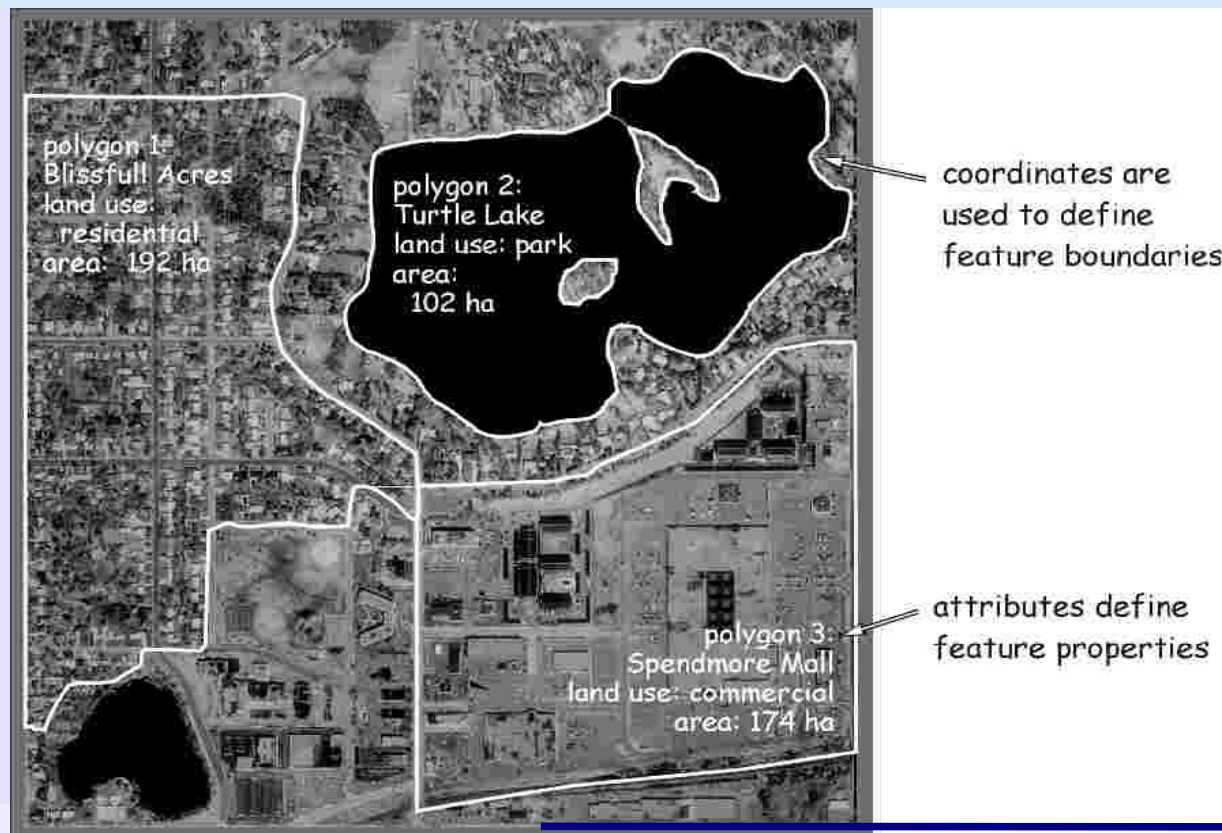 polygon 1:
Blissfull Acres
land use:
residential
area: 192 ha
polygon 2:
Turtle Lake
land use: park
area:
102 ha
coordinates are
used to define
feature boundaries
polygon 3:
Spendmore Mall
land use: commercial
area: 174 ha
attributes define
feature properties